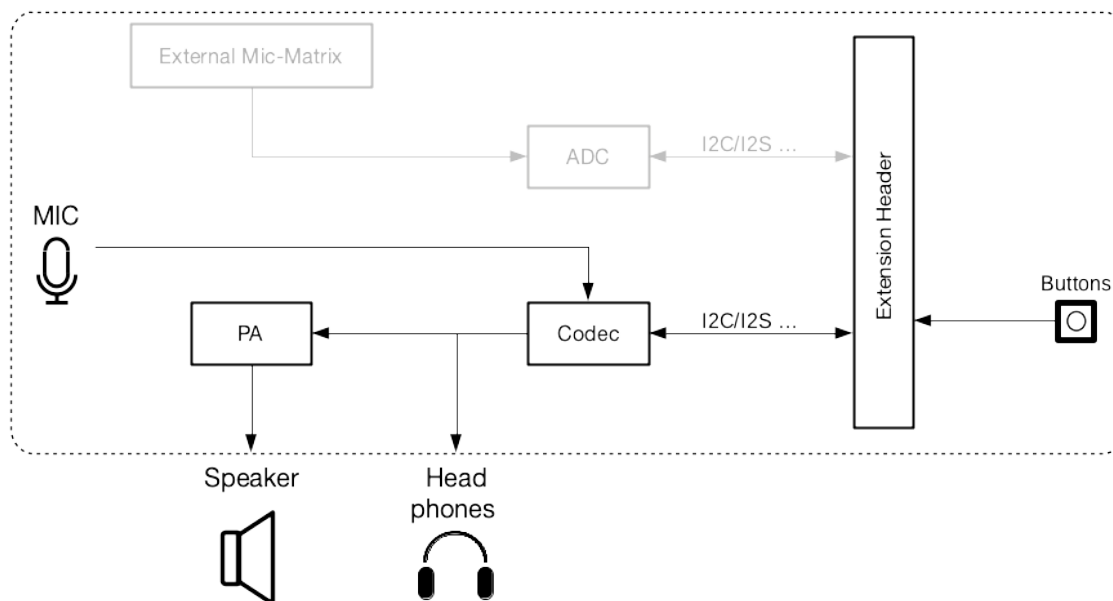 External Mic-Matrix
ADC
I2C/I2S ...
MIC
Extension Header
Buttons
PA
Codec
I2C/I2S ...
Speaker
Head
phones